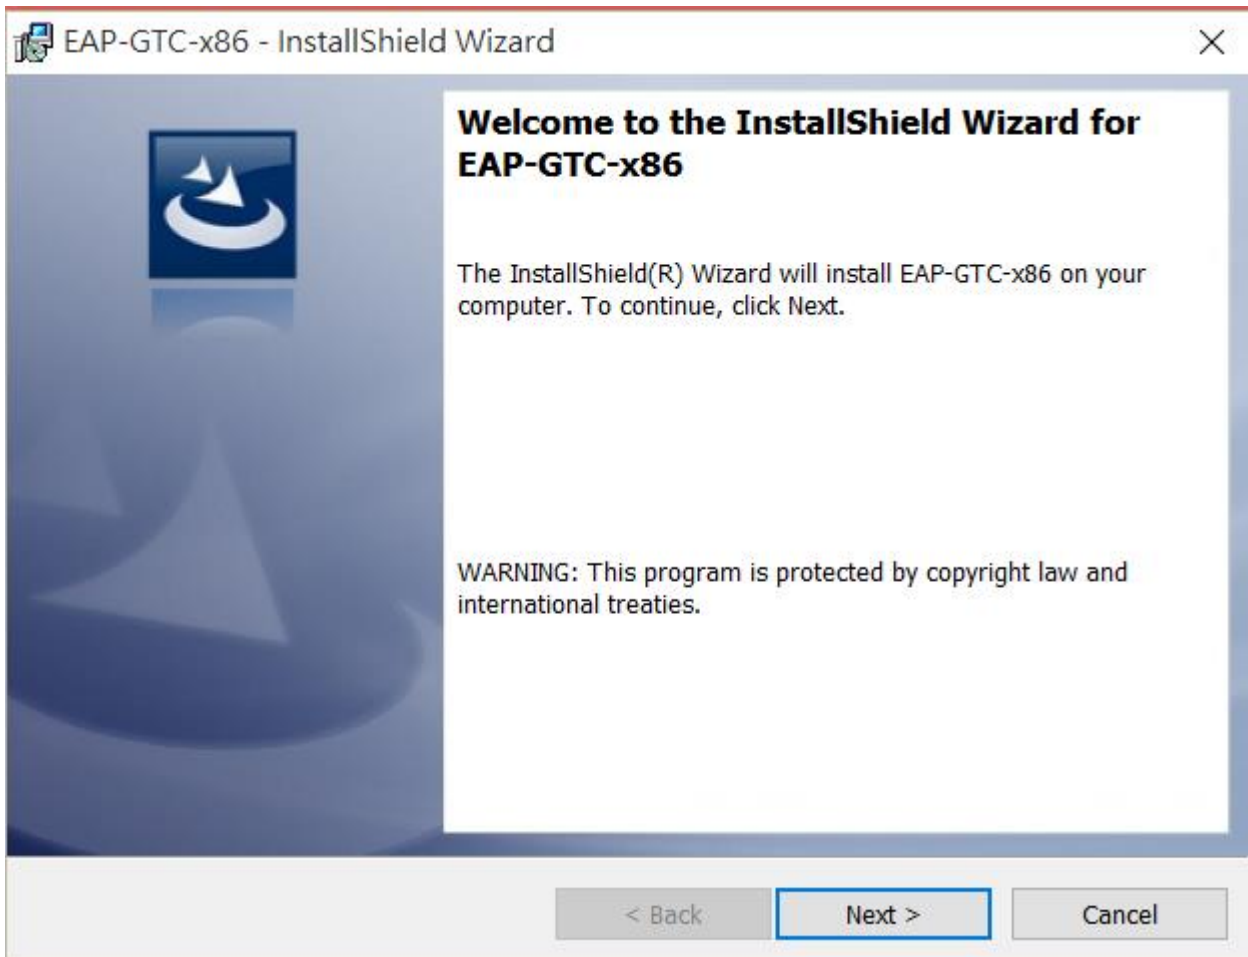 EAP-GTC-x86 - InstallShield Wizard
Welcome to the InstallShield Wizard for
EAP-GTC-x86
The InstallShield(R) Wizard will install EAP-GTC-x86 on your
computer. To continue, click Next.
WARNING: This program is protected by copyright law and
international treaties.
< Back
Next >
Cancel